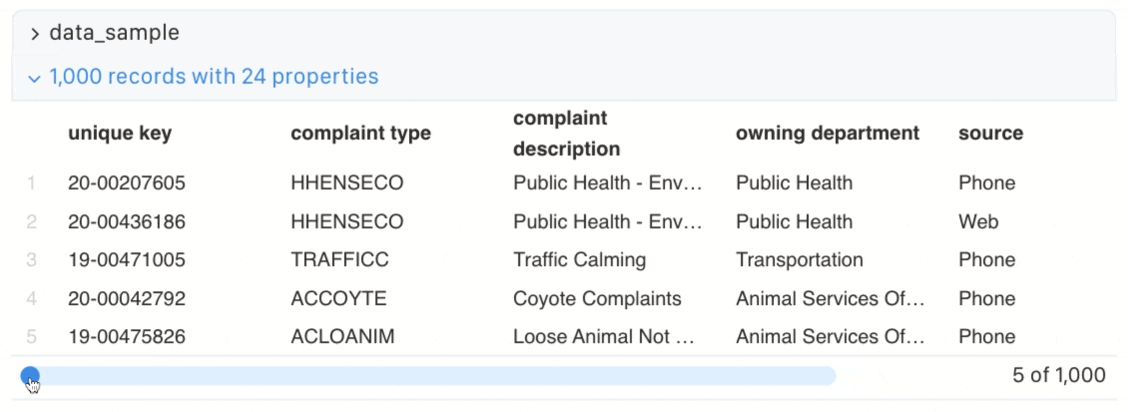 data_sample
1,000 records with 24 properties
unique key complaint type complaint description owning department source
1 20-00207605 HHENSECO Public Health - Env… Public Health Phone
2 20-00436186 HHENSECO Public Health - Env… Public Health Web
3 19-00471005 TRAFFICC Traffic Calming Transportation Phone
4 20-00042792 ACCOYTE Coyote Complaints Animal Services Of… Phone
5 19-00475826 ACLOANIM Loose Animal Not … Animal Services Of… Phone
5 of 1,000